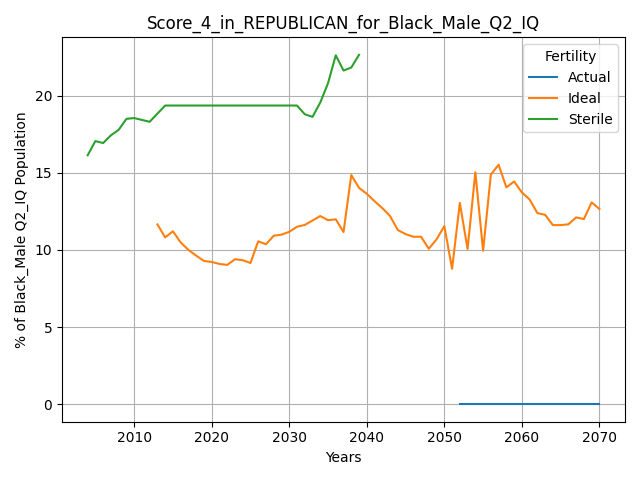 Score_4_in_REPUBLICAN_for_Black_Male_Q2_IQ
Fertility
Actual
Ideal
Sterile
% of Black_Male Q2_IQ Population
20
15
10
5
0
2010 2020 2030 2040 2050 2060 2070
Years